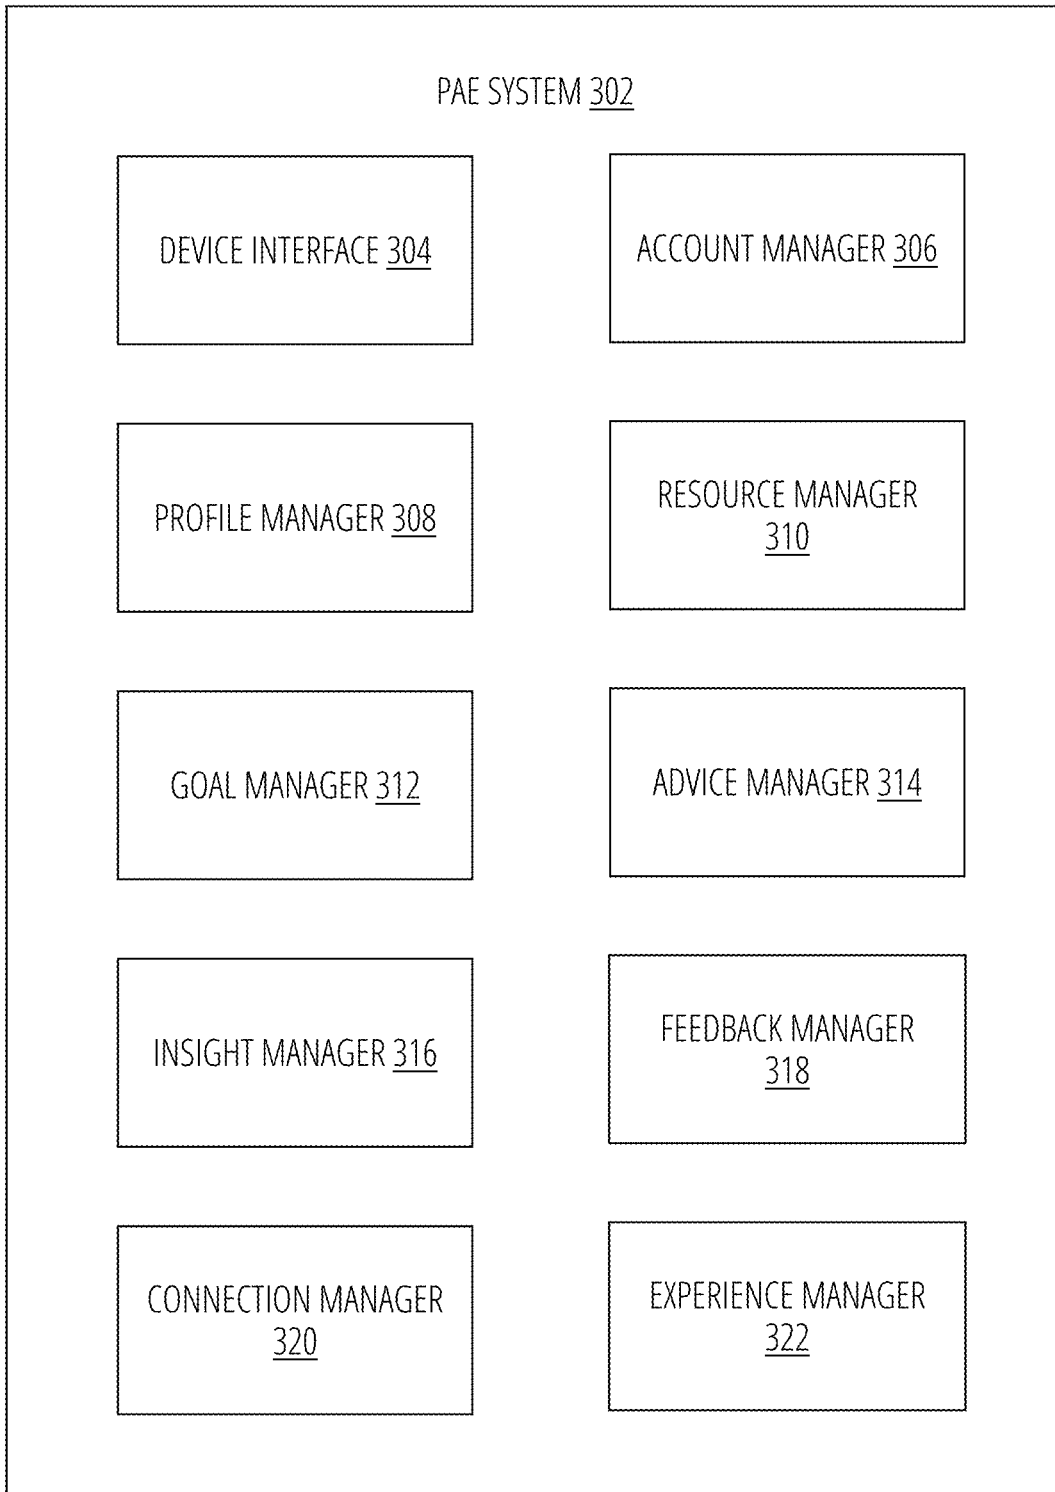 PAE SYSTEM 302
DEVICE INTERFACE 304
ACCOUNT MANAGER 306
PROFILE MANAGER 308
RESOURCE MANAGER
310
GOAL MANAGER 312
ADVICE MANAGER 314
INSIGHT MANAGER 316
FEEDBACK MANAGER
318
CONNECTION MANAGER
320
EXPERIENCE MANAGER
322